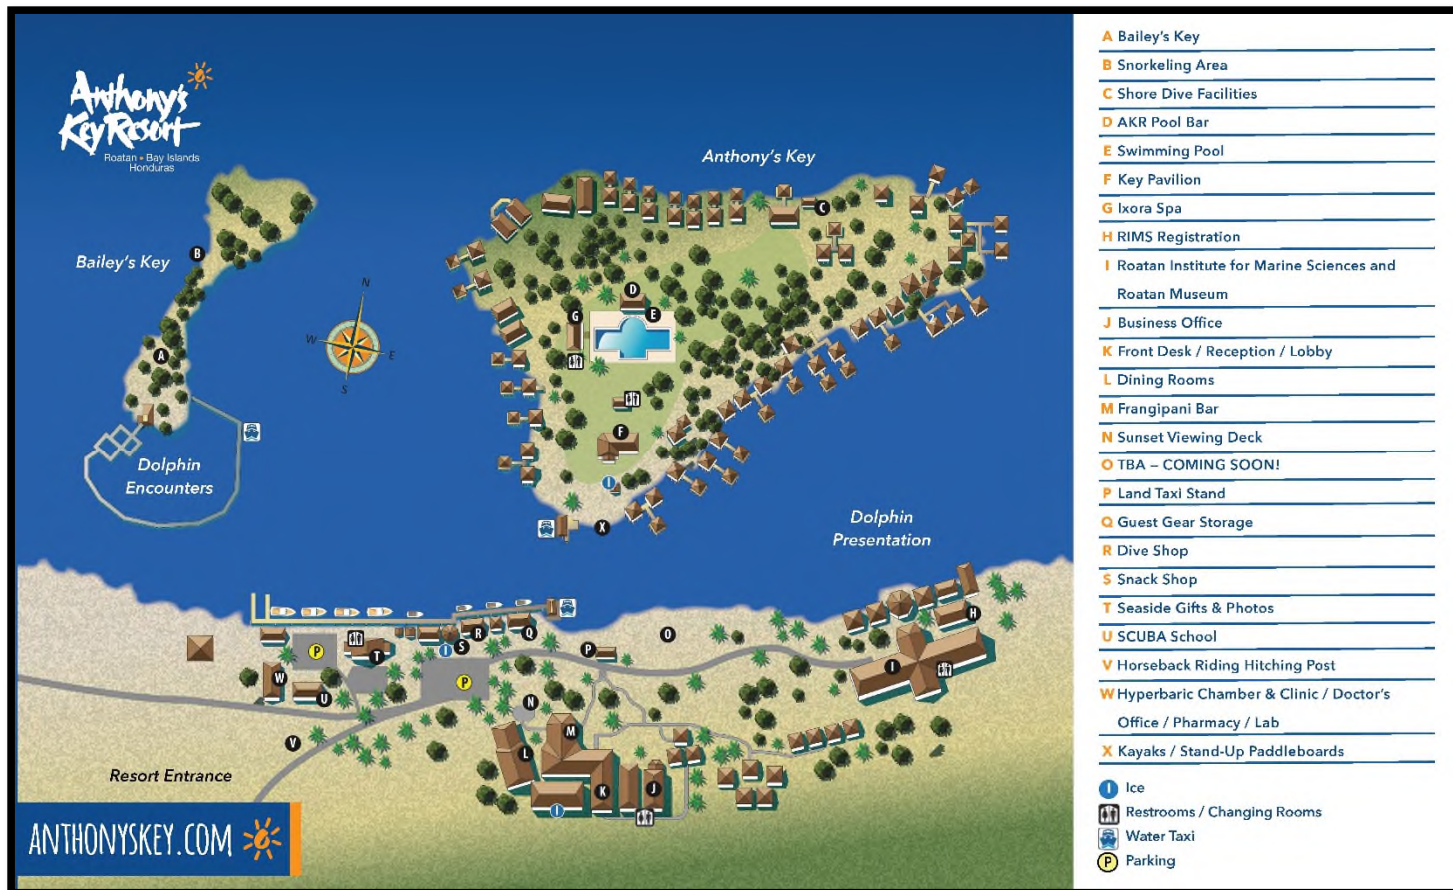 Anthony's
Key Resort
Roatan • Bay Islands
Honduras
Anthony's Key
Bailey's Key
N
W
E
S
B
A
C
D
E
G
F
I
X
Dolphin
Encounters
Dolphin
Presentation
H
I
O
P
Q
R
S
I
T
P
P
W
U
V
N
M
L
K
J
I
Resort Entrance
ANTHONYSKEY.COM
A Bailey's Key
B Snorkeling Area
C Shore Dive Facilities
D AKR Pool Bar
E Swimming Pool
F Key Pavilion
G Ixora Spa
H RIMS Registration
I Roatan Institute for Marine Sciences and
Roatan Museum
J Business Office
K Front Desk / Reception / Lobby
L Dining Rooms
M Frangipani Bar
N Sunset Viewing Deck
O TBA – COMING SOON!
P Land Taxi Stand
Q Guest Gear Storage
R Dive Shop
S Snack Shop
T Seaside Gifts & Photos
U SCUBA School
V Horseback Riding Hitching Post
W Hyperbaric Chamber & Clinic / Doctor's
Office / Pharmacy / Lab
X Kayaks / Stand-Up Paddleboards
I Ice
Restrooms / Changing Rooms
Water Taxi
P Parking